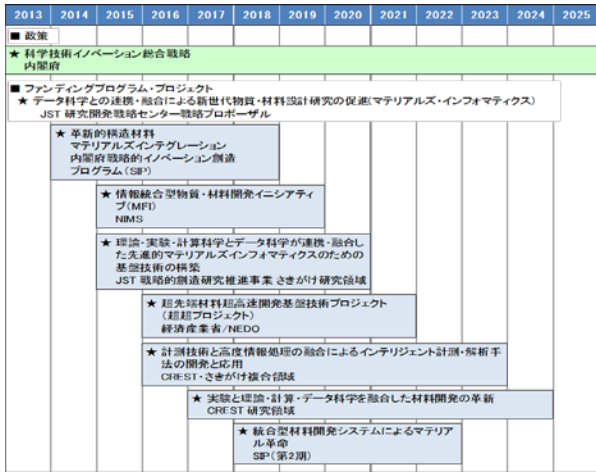 2013 2014 2015 2016 2017 2018 2019 2020 2021 2022 2023 2024 2025
■ 政策
★ 科学技術イノベーション総合戦略
内閣府
■ ファンディングプログラム・プロジェクト
★ データ科学との連携・融合による新世代物質・材料設計研究の促進(マテリアルズ・インフォマティクス)
JST 研究開発戦略センター戦略プロポーザル
★ 革新的構造材料
マテリアルズインテグレーション
内閣府戦略的イノベーション創造
プログラム(SIP)
★ 情報統合型物質・材料開発イニシアティ
ブ(MFI)
NIMS
★ 理論・実験・計算科学とデータ科学が連携・融合し
た先進的マテリアルズインフォマティクスのための
基盤技術の構築
JST 戦略的創造研究推進事業 さきがけ研究領域
★ 超先端材料超高速開発基盤技術プロジェクト
(超超プロジェクト)
経済産業省/NEDO
★ 計測技術と高度情報処理の融合によるインテリジェント計測・解析手
法の開発と応用
CREST・さきがけ複合領域
★ 実験と理論・計算・データ科学を融合した材料開発の革新
CREST 研究領域
★ 統合型材料開発システムによるマテリア
ル革命
SIP(第2期)